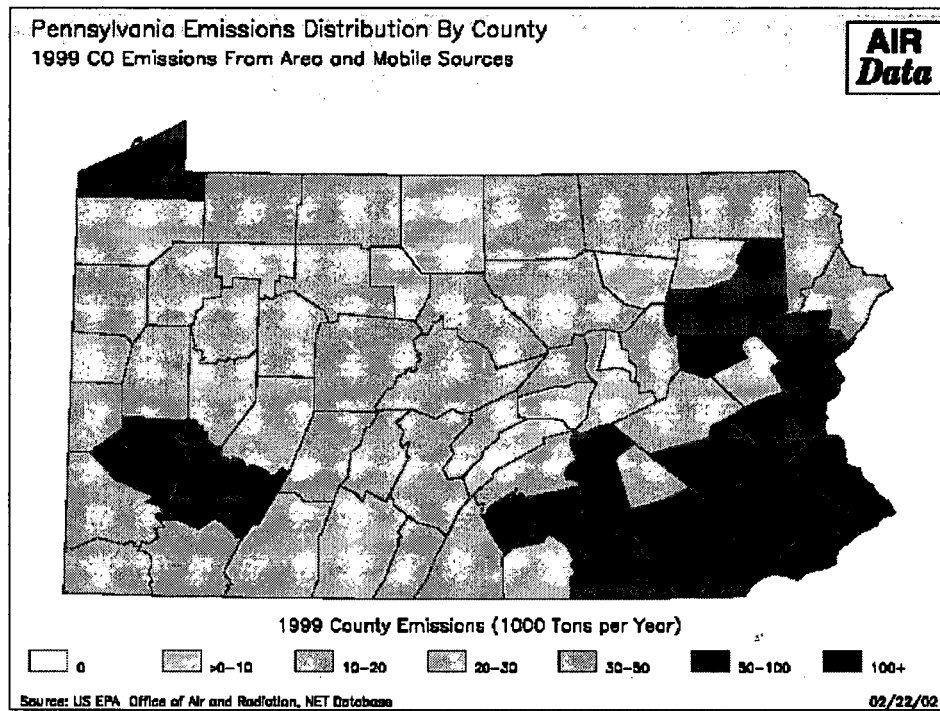 Pennsylvania Emissions Distribution By County
1999 CO Emissions From Area and Mobile Sources
AIR
Data
1999 County Emissions (1000 Tons per Year)
0 >0-10 10-20 20-30 30-50 50-100 100+
Source: US EPA Office of Air and Radiation, NET Database
02/22/02